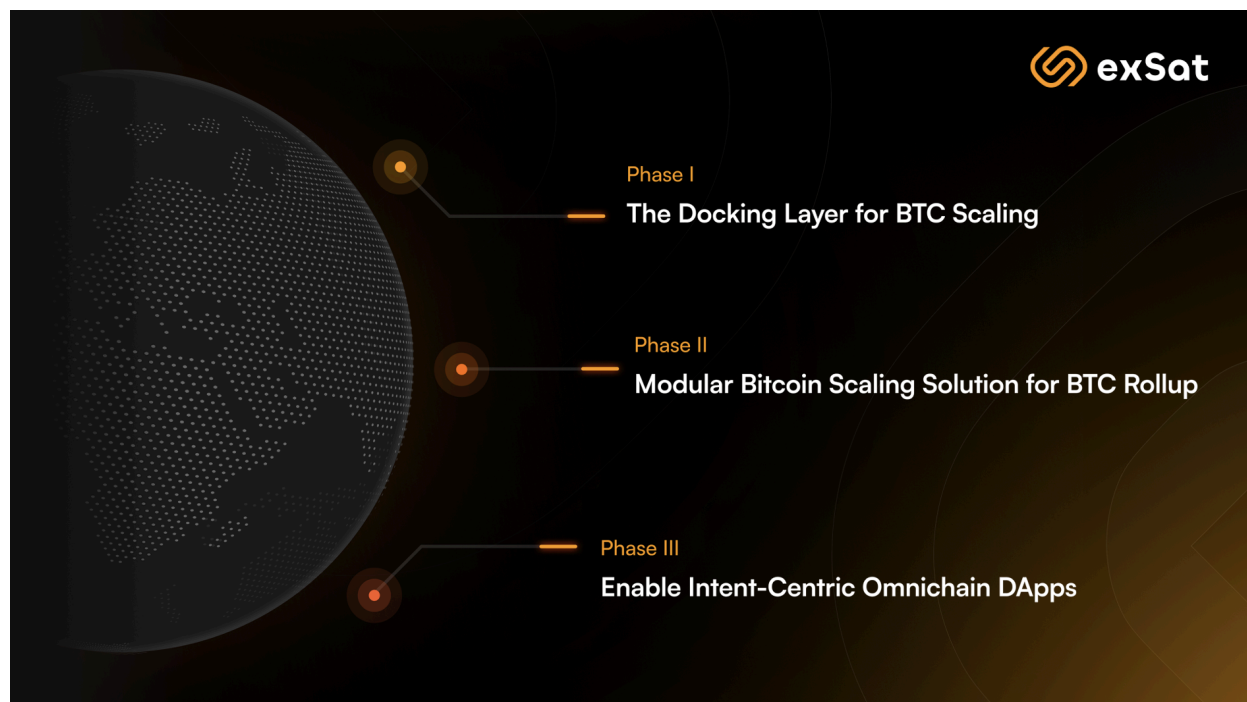 exSat
Phase I
The Docking Layer for BTC Scaling
Phase II
Modular Bitcoin Scaling Solution for BTC Rollup
Phase III
Enable Intent-Centric Omnichain DApps